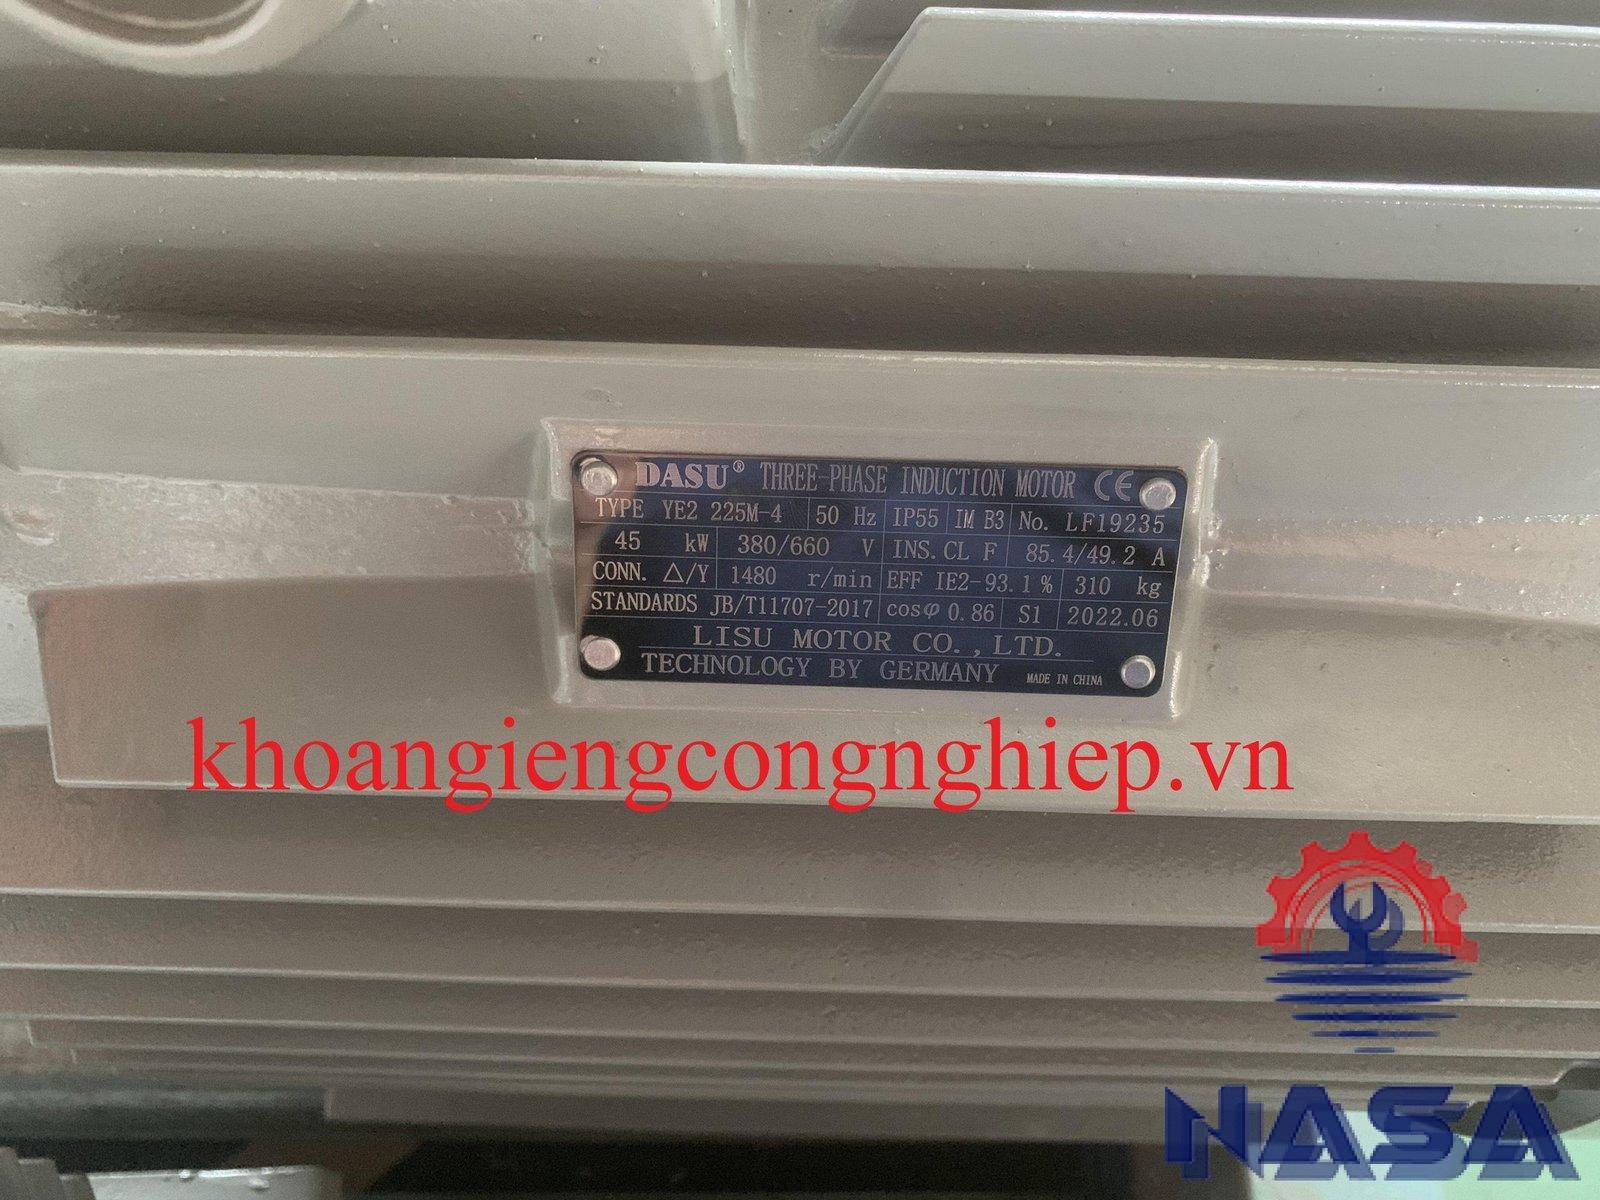 DASU® THREE-PHASE INDUCTION MOTOR CE
TYPE YE2 225M-4 50 Hz IP55 IM B3 No. LF19235
45 kW 380/660 V INS.CL F 85.4/49.2 A
CONN. △/Y 1480 r/min EFF IE2-93.1% 310 kg
STANDARDS JB/T11707-2017 cosφ 0.86 S1 2022.06
LISU MOTOR CO.,LTD.
TECHNOLOGY BY GERMANY MADE IN CHINA
khoangiengcongnghiep.vn
NASA